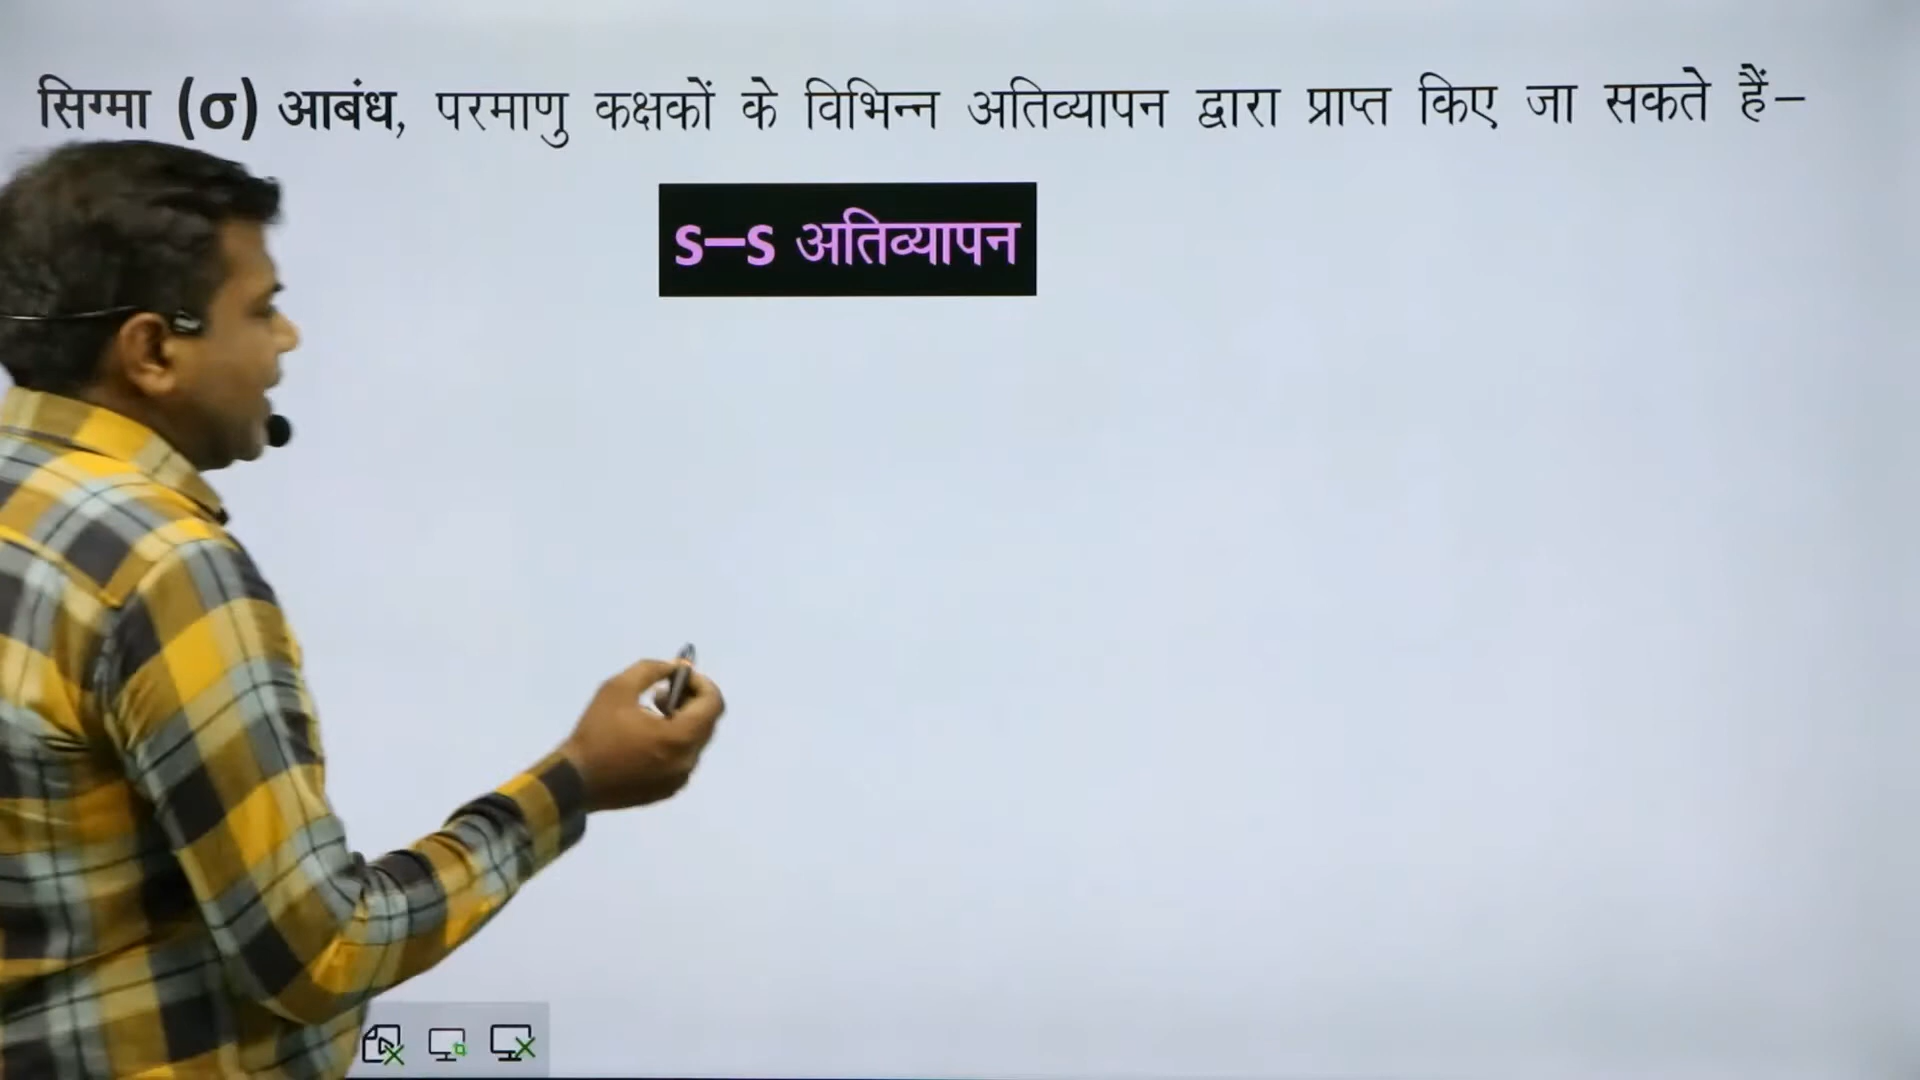 सिग्मा (σ) आबंध, परमाणु कक्षकों के विभिन्न अतिव्यापन द्वारा प्राप्त किए जा सकते हैं–
s–s अतिव्यापन